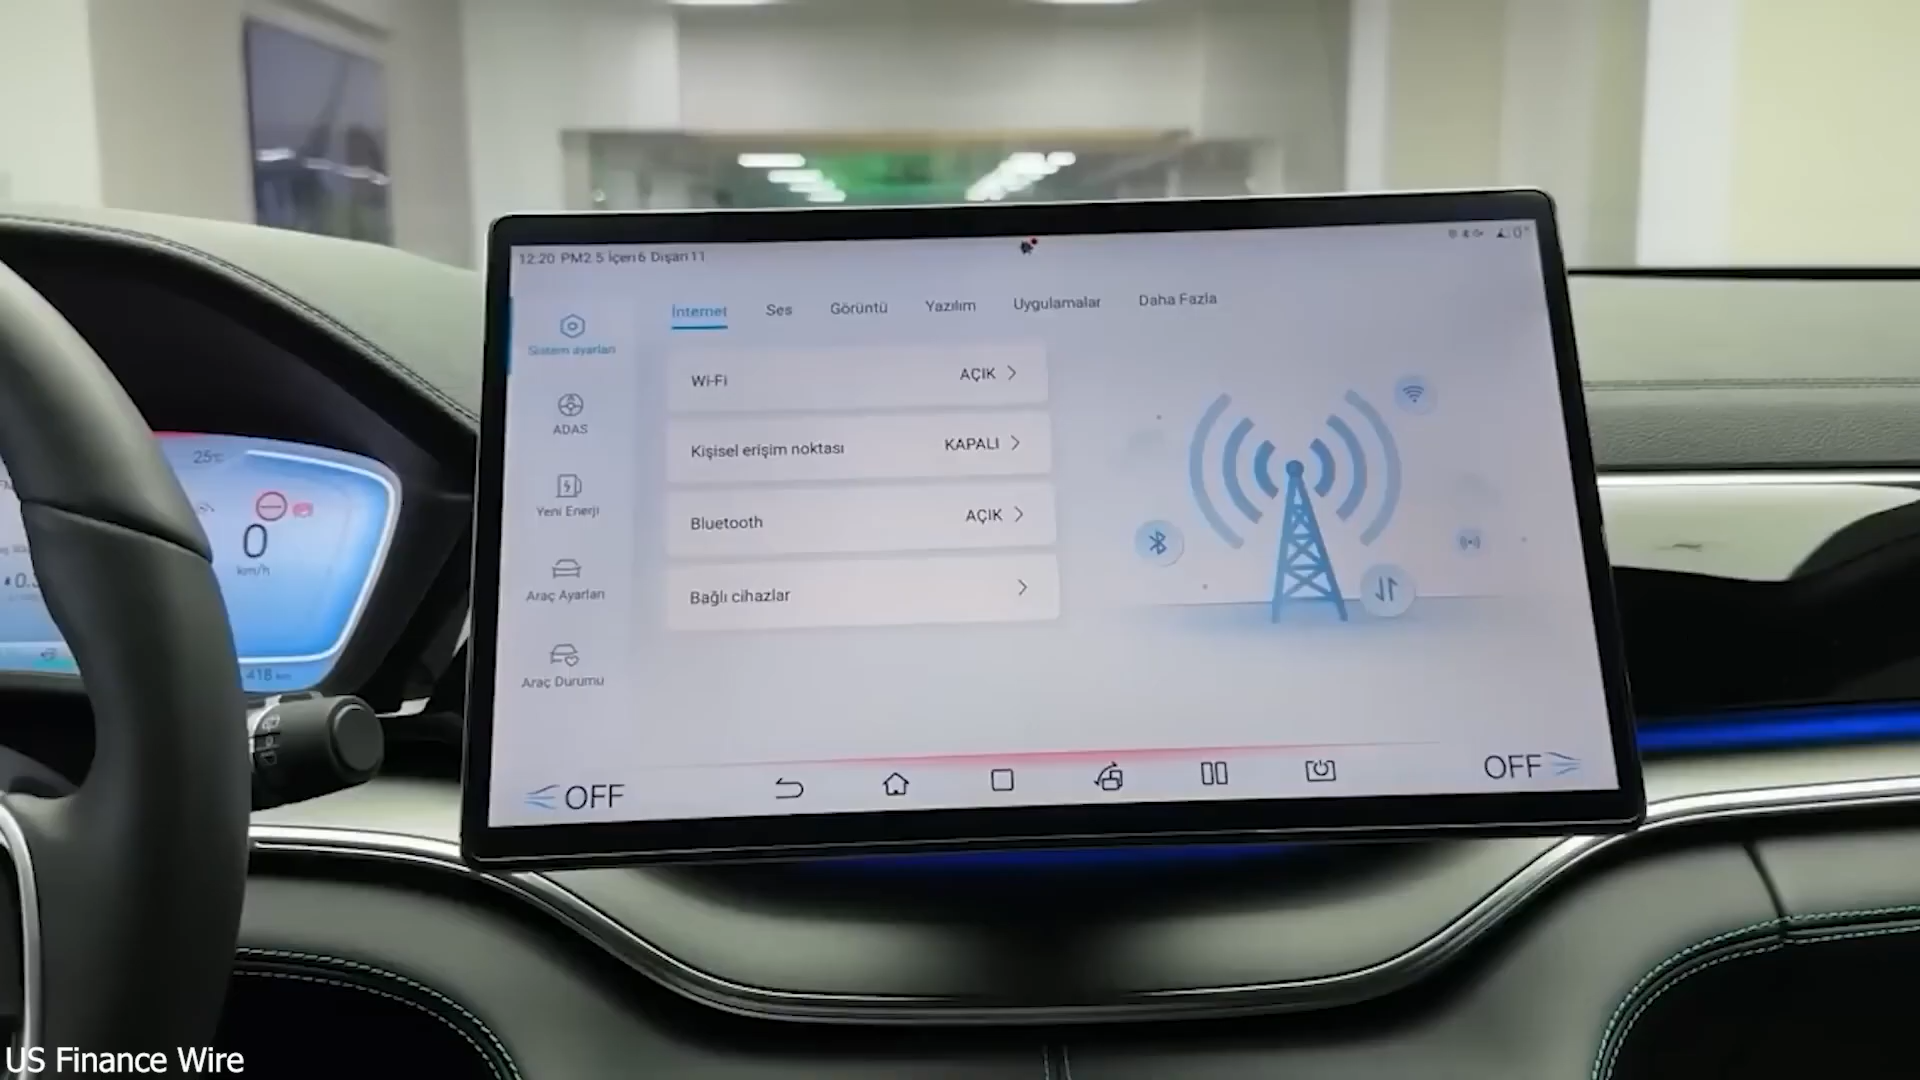 12:20 PM2.5 İçeri 6 Dışarı 11
0°
İnternet Ses Görüntü Yazılım Uygulamalar Daha Fazla
Sistem ayarları
ADAS
Yeni Enerji
Araç Ayarları
Araç Durumu
Wi-Fi AÇIK
Kişisel erişim noktası KAPALI
Bluetooth AÇIK
Bağlı cihazlar
OFF
OFF
25°C
0
km/h
418 km
US Finance Wire